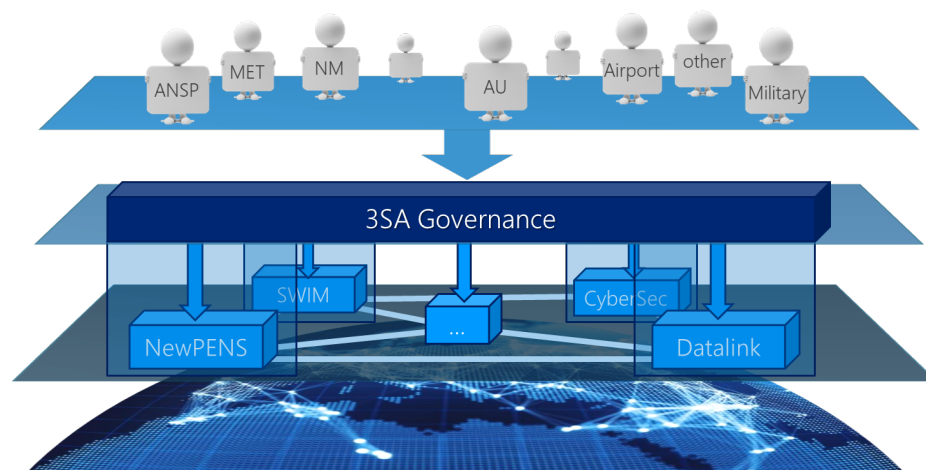 ANSP
MET
NM
AU
Airport
other
Military
3SA Governance
SWIM
CyberSec
...
NewPENS
Datalink